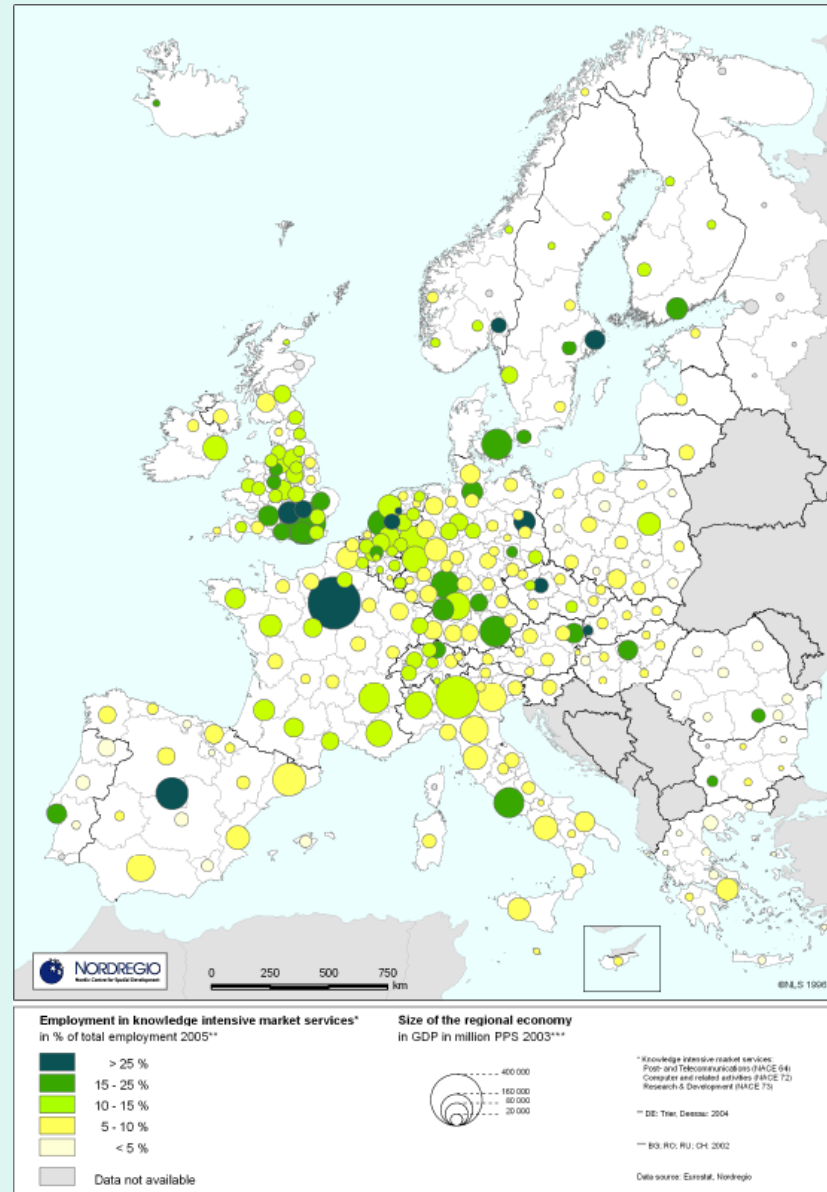 NORDREGIO
Nordic Centre for Spatial Development
0 250 500 750
km
©NLS 1996
Employment in knowledge intensive market services*
in % of total employment 2005**
> 25 %
15 - 25 %
10 - 15 %
5 - 10 %
< 5 %
Data not available
Size of the regional economy
in GDP in million PPS 2003***
400 000
160 000
60 000
20 000
* Knowledge intensive market services:
Post- and Telecommunications (NACE 64)
Computer and related activities (NACE 72)
Research & Development (NACE 73)
** DE: Trier, Dessau: 2004
*** BG; RO; RU; CH: 2002
Data source: Eurostat, Nordregio